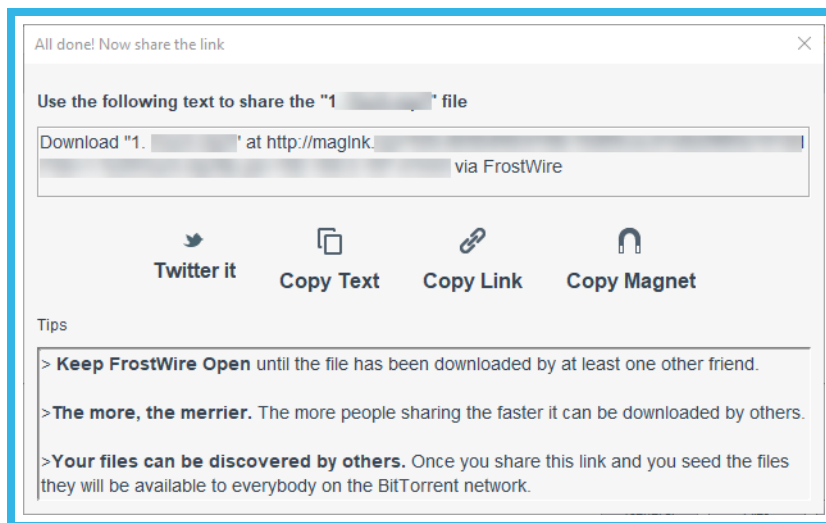 All done! Now share the link
Use the following text to share the "1 " file
Download "1. " at http://magnk.
via FrostWire
Twitter it
Copy Text
Copy Link
Copy Magnet
Tips
> Keep FrostWire Open until the file has been downloaded by at least one other friend.
>The more, the merrier. The more people sharing the faster it can be downloaded by others.
>Your files can be discovered by others. Once you share this link and you seed the files
they will be available to everybody on the BitTorrent network.